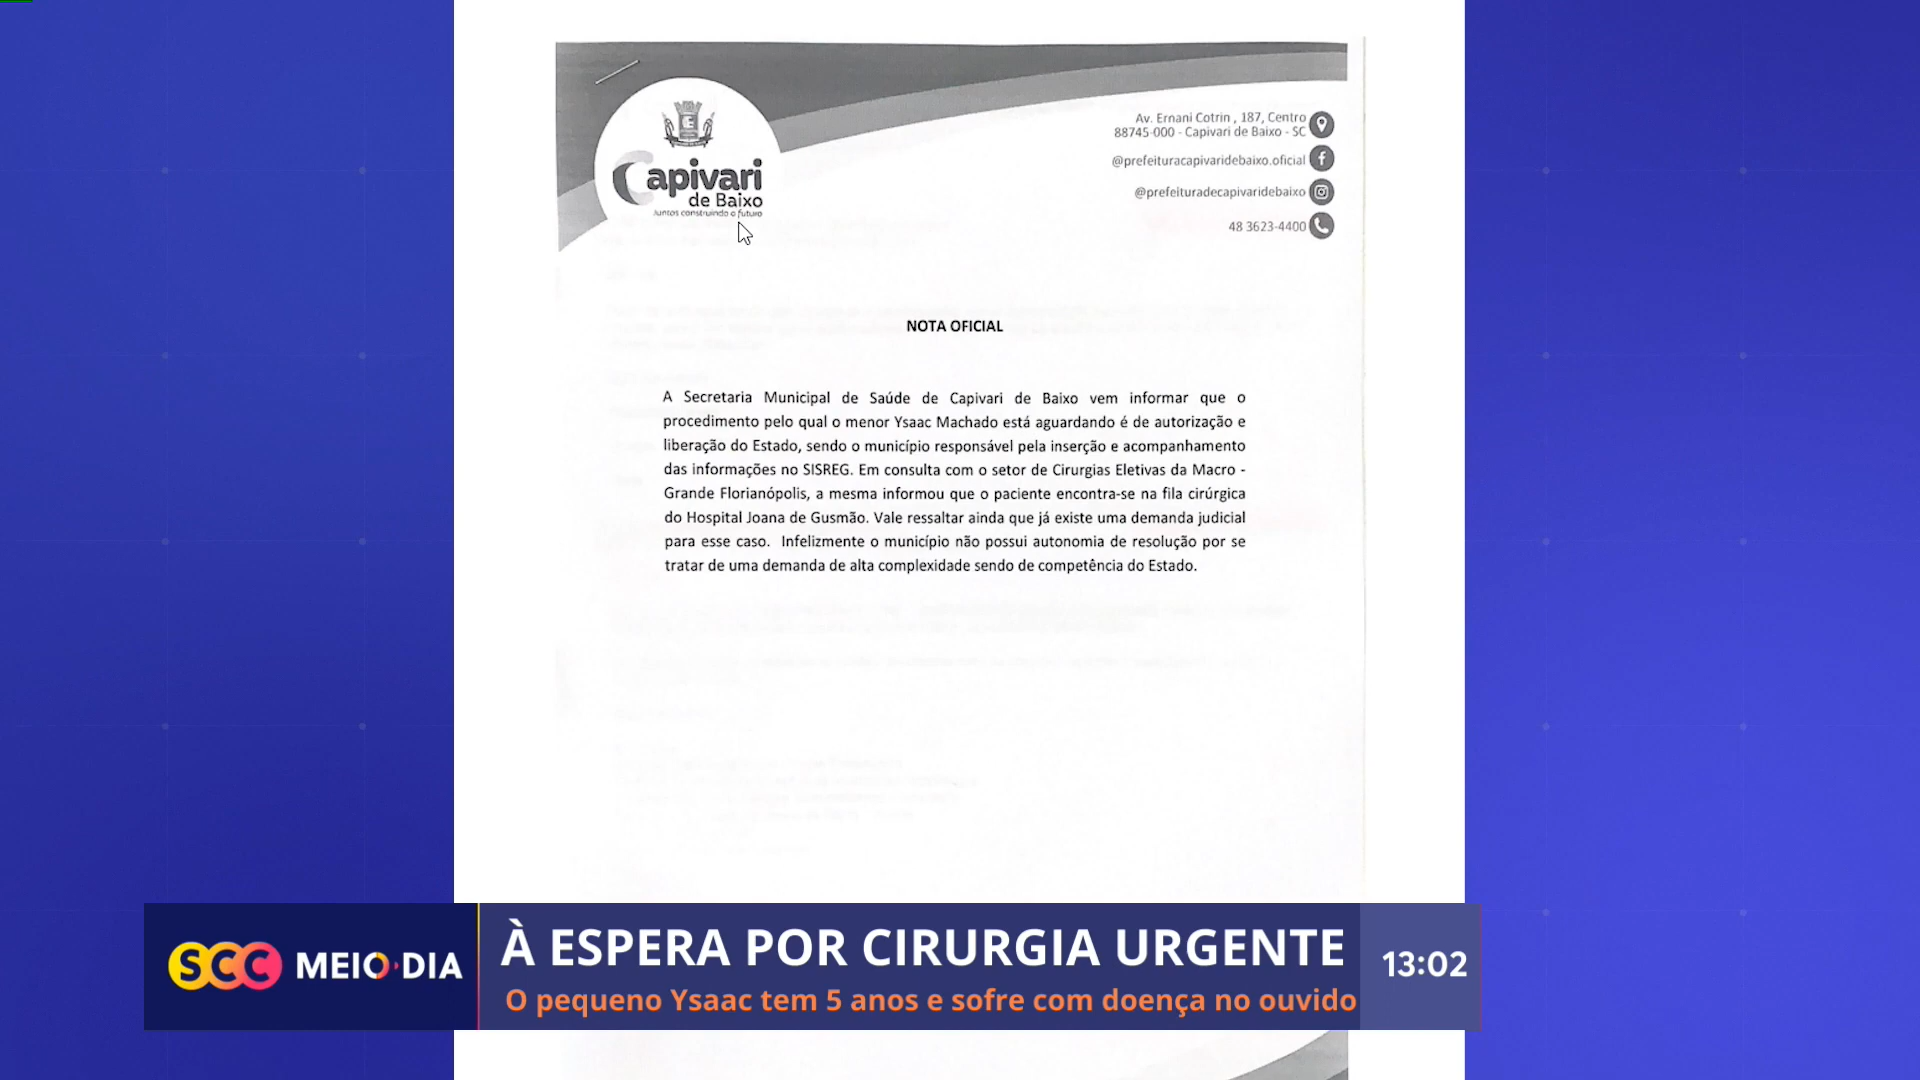 Capivari
de Baixo
Juntos construindo o futuro
Av. Ernani Cotrin , 187, Centro
88745-000 - Capivari de Baixo - SC
@prefeituracapivaridebaixo.oficial
@prefeituradecapivaridebaixo
48 3623-4400
NOTA OFICIAL
A Secretaria Municipal de Saúde de Capivari de Baixo vem informar que o
procedimento pelo qual o menor Ysaac Machado está aguardando é de autorização e
liberação do Estado, sendo o município responsável pela inserção e acompanhamento
das informações no SISREG. Em consulta com o setor de Cirurgias Eletivas da Macro -
Grande Florianópolis, a mesma informou que o paciente encontra-se na fila cirúrgica
do Hospital Joana de Gusmão. Vale ressaltar ainda que já existe uma demanda judicial
para esse caso. Infelizmente o município não possui autonomia de resolução por se
tratar de uma demanda de alta complexidade sendo de competência do Estado.
SCC MEIO-DIA
À ESPERA POR CIRURGIA URGENTE
13:02
O pequeno Ysaac tem 5 anos e sofre com doença no ouvido